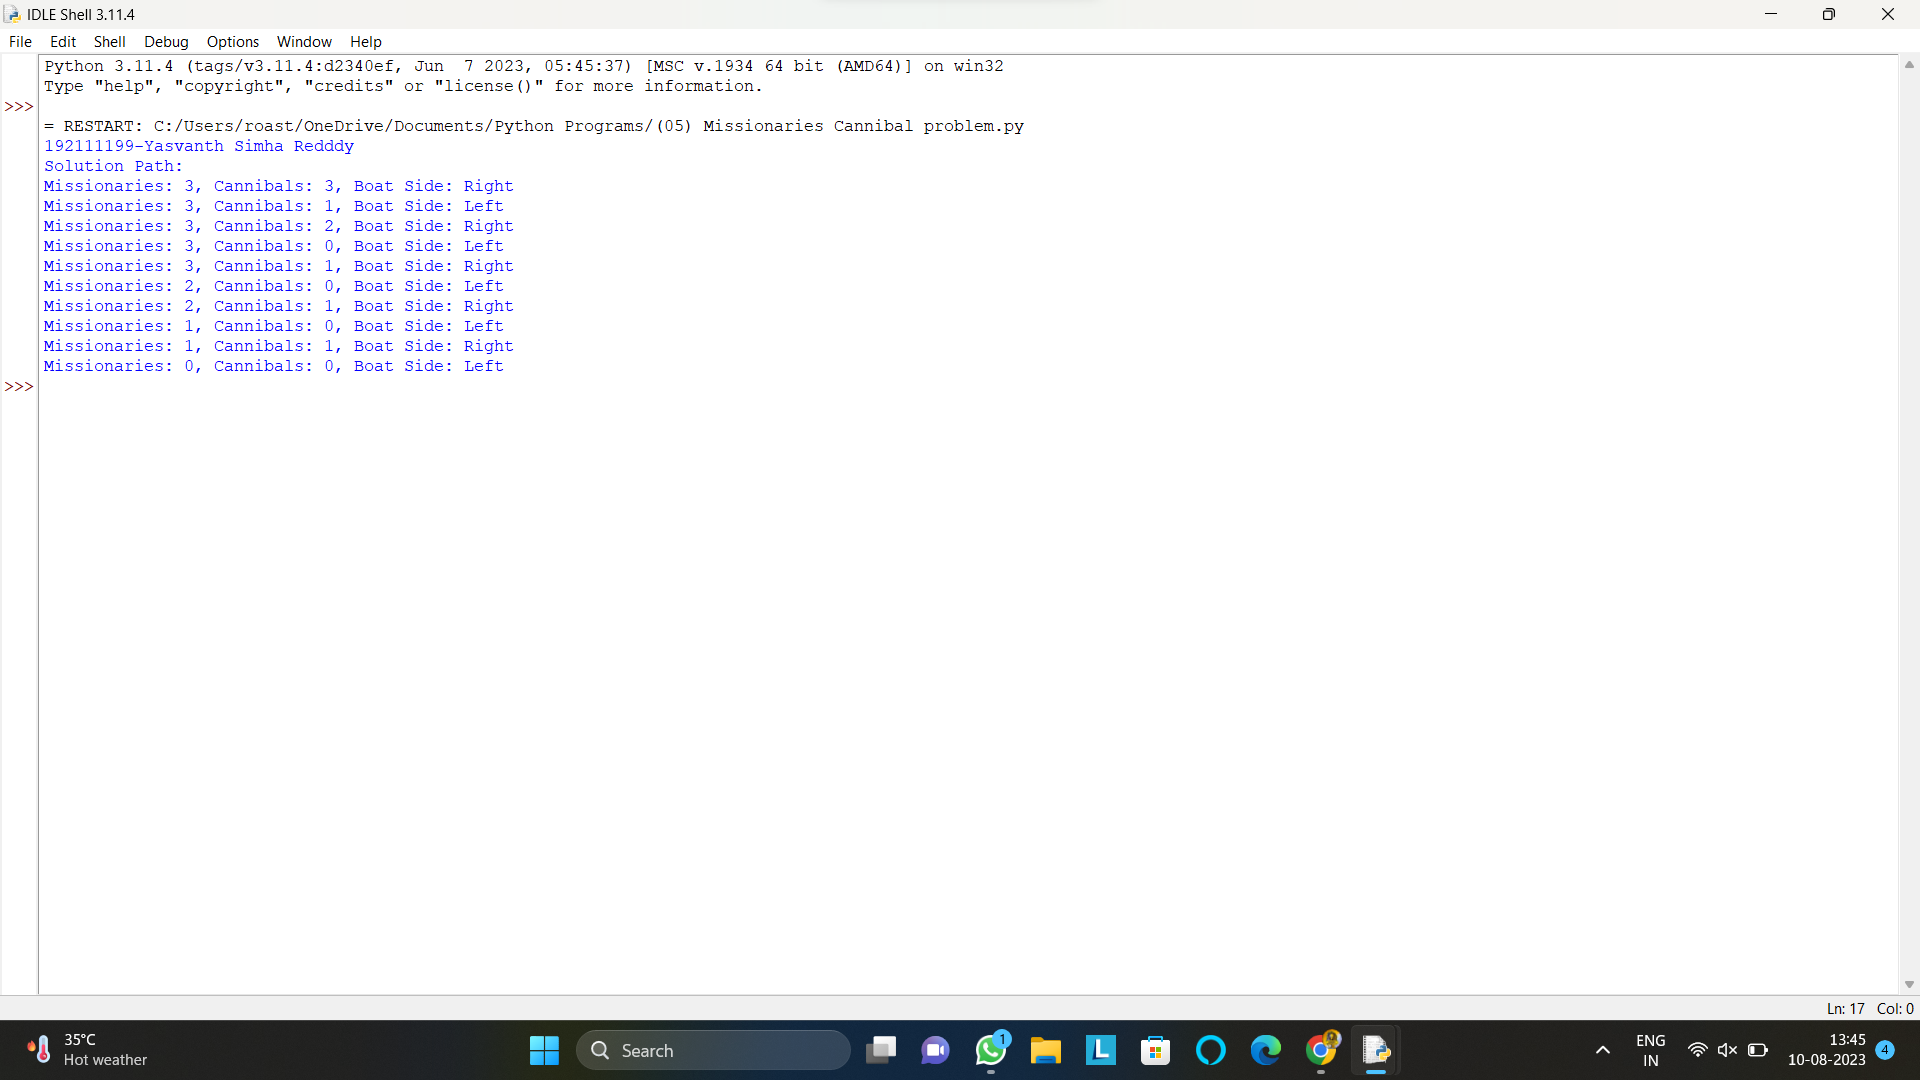 IDLE Shell 3.11.4
File Edit Shell Debug Options Window Help
Python 3.11.4 (tags/v3.11.4:d2340ef, Jun  7 2023, 05:45:37) [MSC v.1934 64 bit (AMD64)] on win32
Type "help", "copyright", "credits" or "license()" for more information.
>>>
= RESTART: C:/Users/roast/OneDrive/Documents/Python Programs/(05) Missionaries Cannibal problem.py
192111199-Yasvanth Simha Redddy
Solution Path:
Missionaries: 3, Cannibals: 3, Boat Side: Right
Missionaries: 3, Cannibals: 1, Boat Side: Left
Missionaries: 3, Cannibals: 2, Boat Side: Right
Missionaries: 3, Cannibals: 0, Boat Side: Left
Missionaries: 3, Cannibals: 1, Boat Side: Right
Missionaries: 2, Cannibals: 0, Boat Side: Left
Missionaries: 2, Cannibals: 1, Boat Side: Right
Missionaries: 1, Cannibals: 0, Boat Side: Left
Missionaries: 1, Cannibals: 1, Boat Side: Right
Missionaries: 0, Cannibals: 0, Boat Side: Left
>>>
Ln: 17 Col: 0
35°C
Hot weather
Search
1
L
ENG
IN
13:45
10-08-2023
4